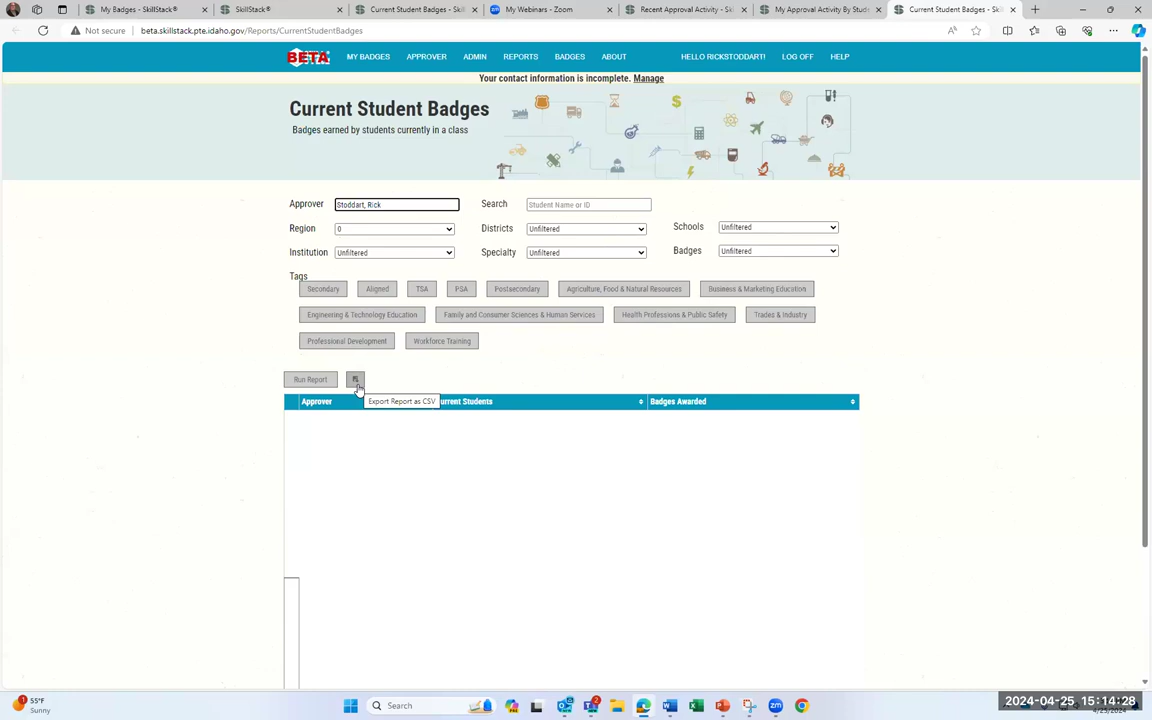 My Badges - SkillStack®
SkillStack®
Current Student Badges - Skil
My Webinars - Zoom
Recent Approval Activity - Skil
My Approval Activity By Stude
Current Student Badges - Skil
Not secure
beta.skillstack.pte.idaho.gov/Reports/CurrentStudentBadges
BETA
MY BADGES
APPROVER
ADMIN
REPORTS
BADGES
ABOUT
HELLO RICKSTODDART!
LOG OFF
HELP
Your contact information is incomplete. Manage
Current Student Badges
Badges earned by students currently in a class
Approver
Stoddart, Rick
Search
Student Name or ID
Region
0
Districts
Unfiltered
Schools
Unfiltered
Institution
Unfiltered
Specialty
Unfiltered
Badges
Unfiltered
Tags
Secondary
Aligned
TSA
PSA
Postsecondary
Agriculture, Food & Natural Resources
Business & Marketing Education
Engineering & Technology Education
Family and Consumer Sciences & Human Services
Health Professions & Public Safety
Trades & Industry
Professional Development
Workforce Training
Run Report
Export Report as CSV
Approver
urrent Students
Badges Awarded
55°F
Sunny
Search
2024-04-25 15:14:28